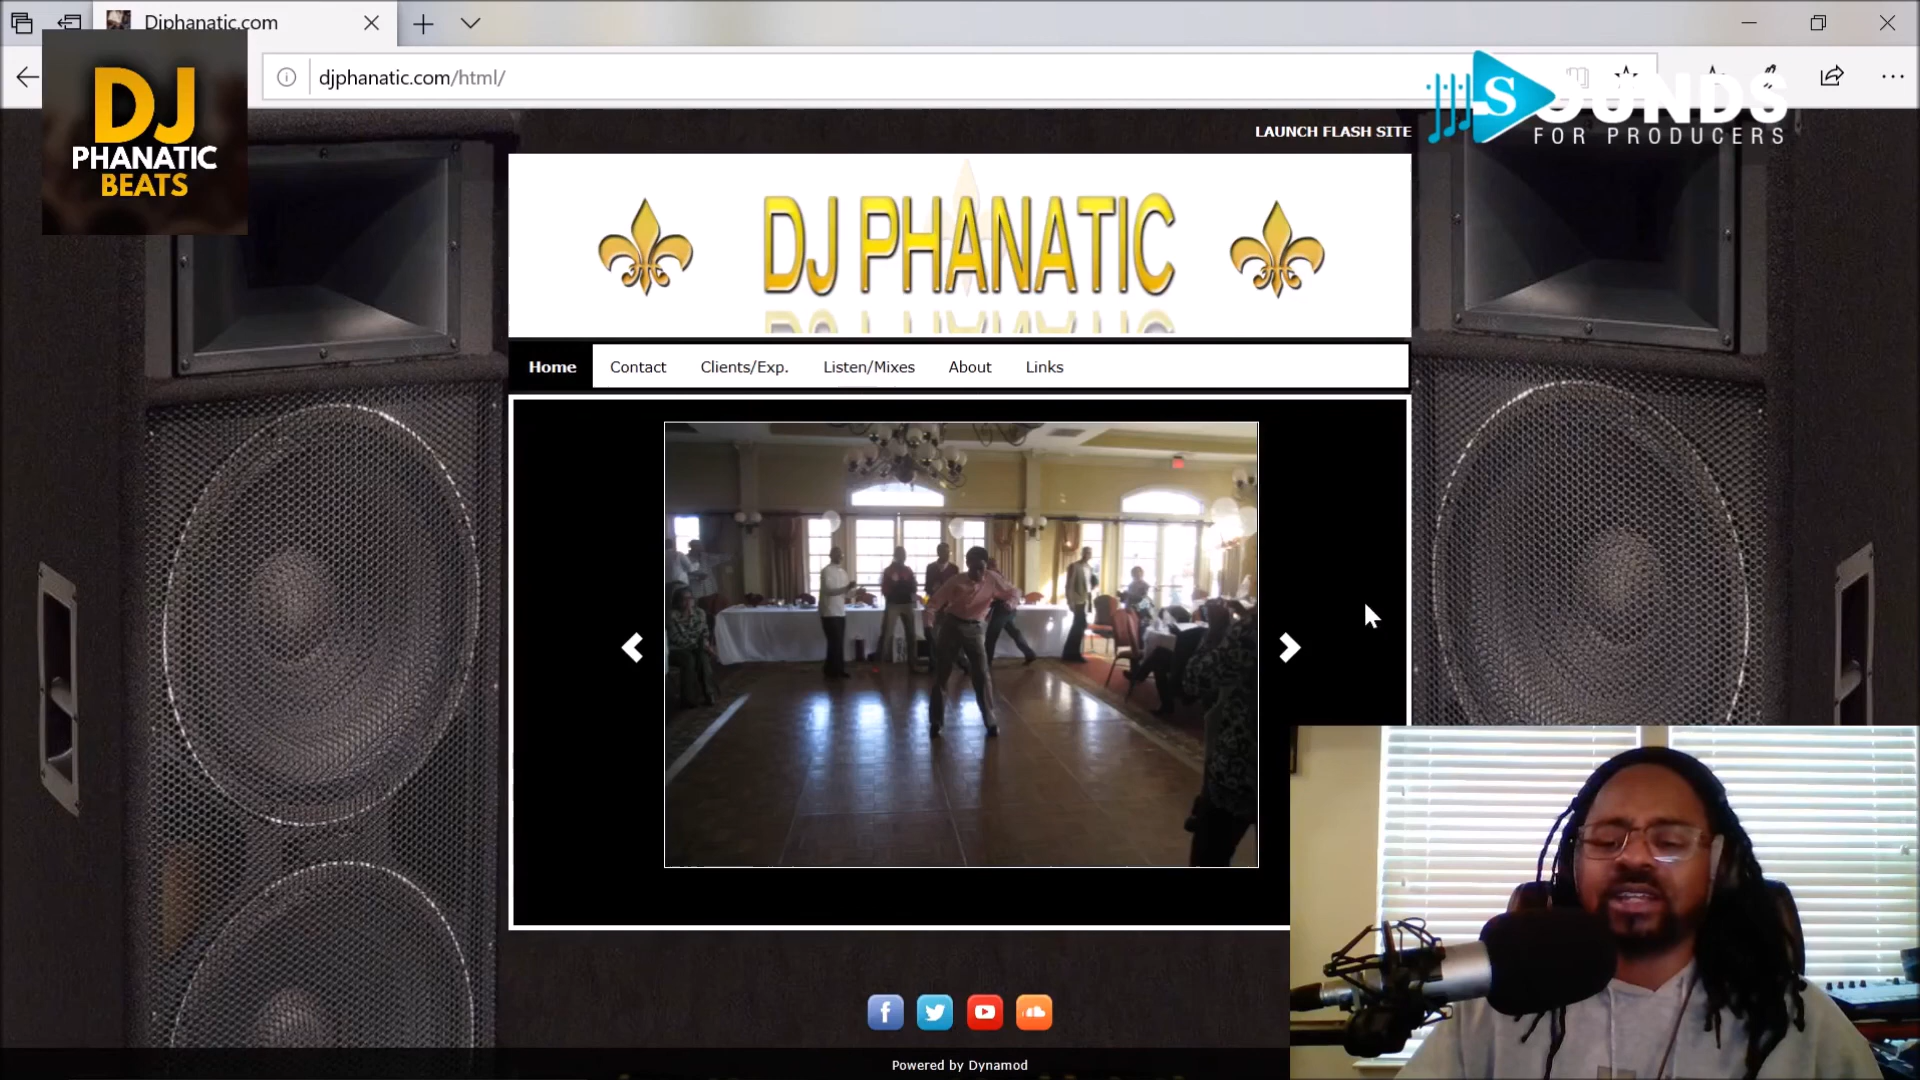 Djphanatic.com
djphanatic.com/html/
DJ
PHANATIC
BEATS
SOUNDS
FOR PRODUCERS
LAUNCH FLASH SITE
DJ PHANATIC
Home
Contact
Clients/Exp.
Listen/Mixes
About
Links
Powered by Dynamod